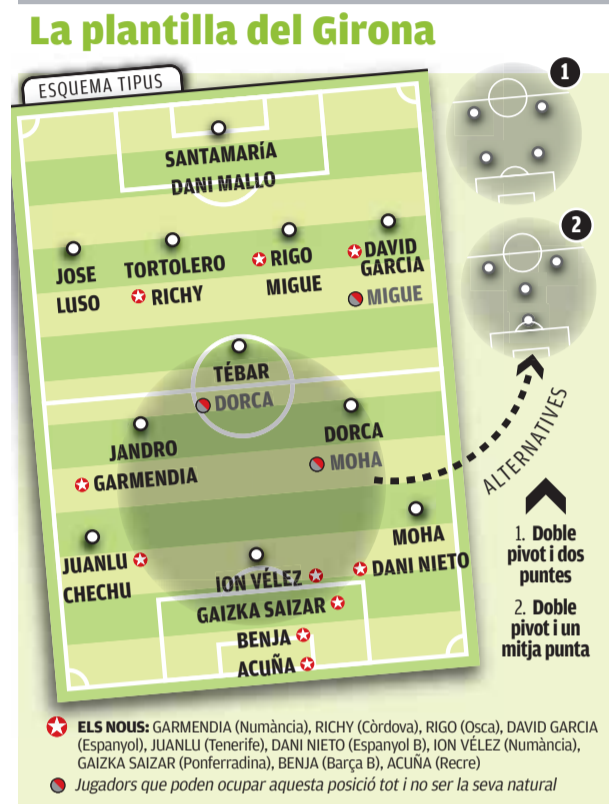 La plantilla del Girona
ESQUEMA TIPUS
SANTAMARÍA
DANI MALLO
JOSE
LUSO
TORTOLERO
RICHY
RIGO
MIGUE
DAVID
GARCIA
MIGUE
TÉBAR
DORCA
JANDRO
GARMENDIA
DORCA
MOHA
JUANLU
CHECHU
ION VÉLEZ
GAIZKA SAIZAR
BENJA
ACUÑA
MOHA
DANI NIETO
1
2
ALTERNATIVES
1. Doble
pivot i dos
puntes
2. Doble
pivot i un
mitja punta
ELS NOUS: GARMENDIA (Numància), RICHY (Còrdova), RIGO (Osca), DAVID GARCIA
(Espanyol), JUANLU (Tenerife), DANI NIETO (Espanyol B), ION VÉLEZ (Numància),
GAIZKA SAIZAR (Ponferradina), BENJA (Barça B), ACUÑA (Recre)
Jugadors que poden ocupar aquesta posició tot i no ser la seva natural